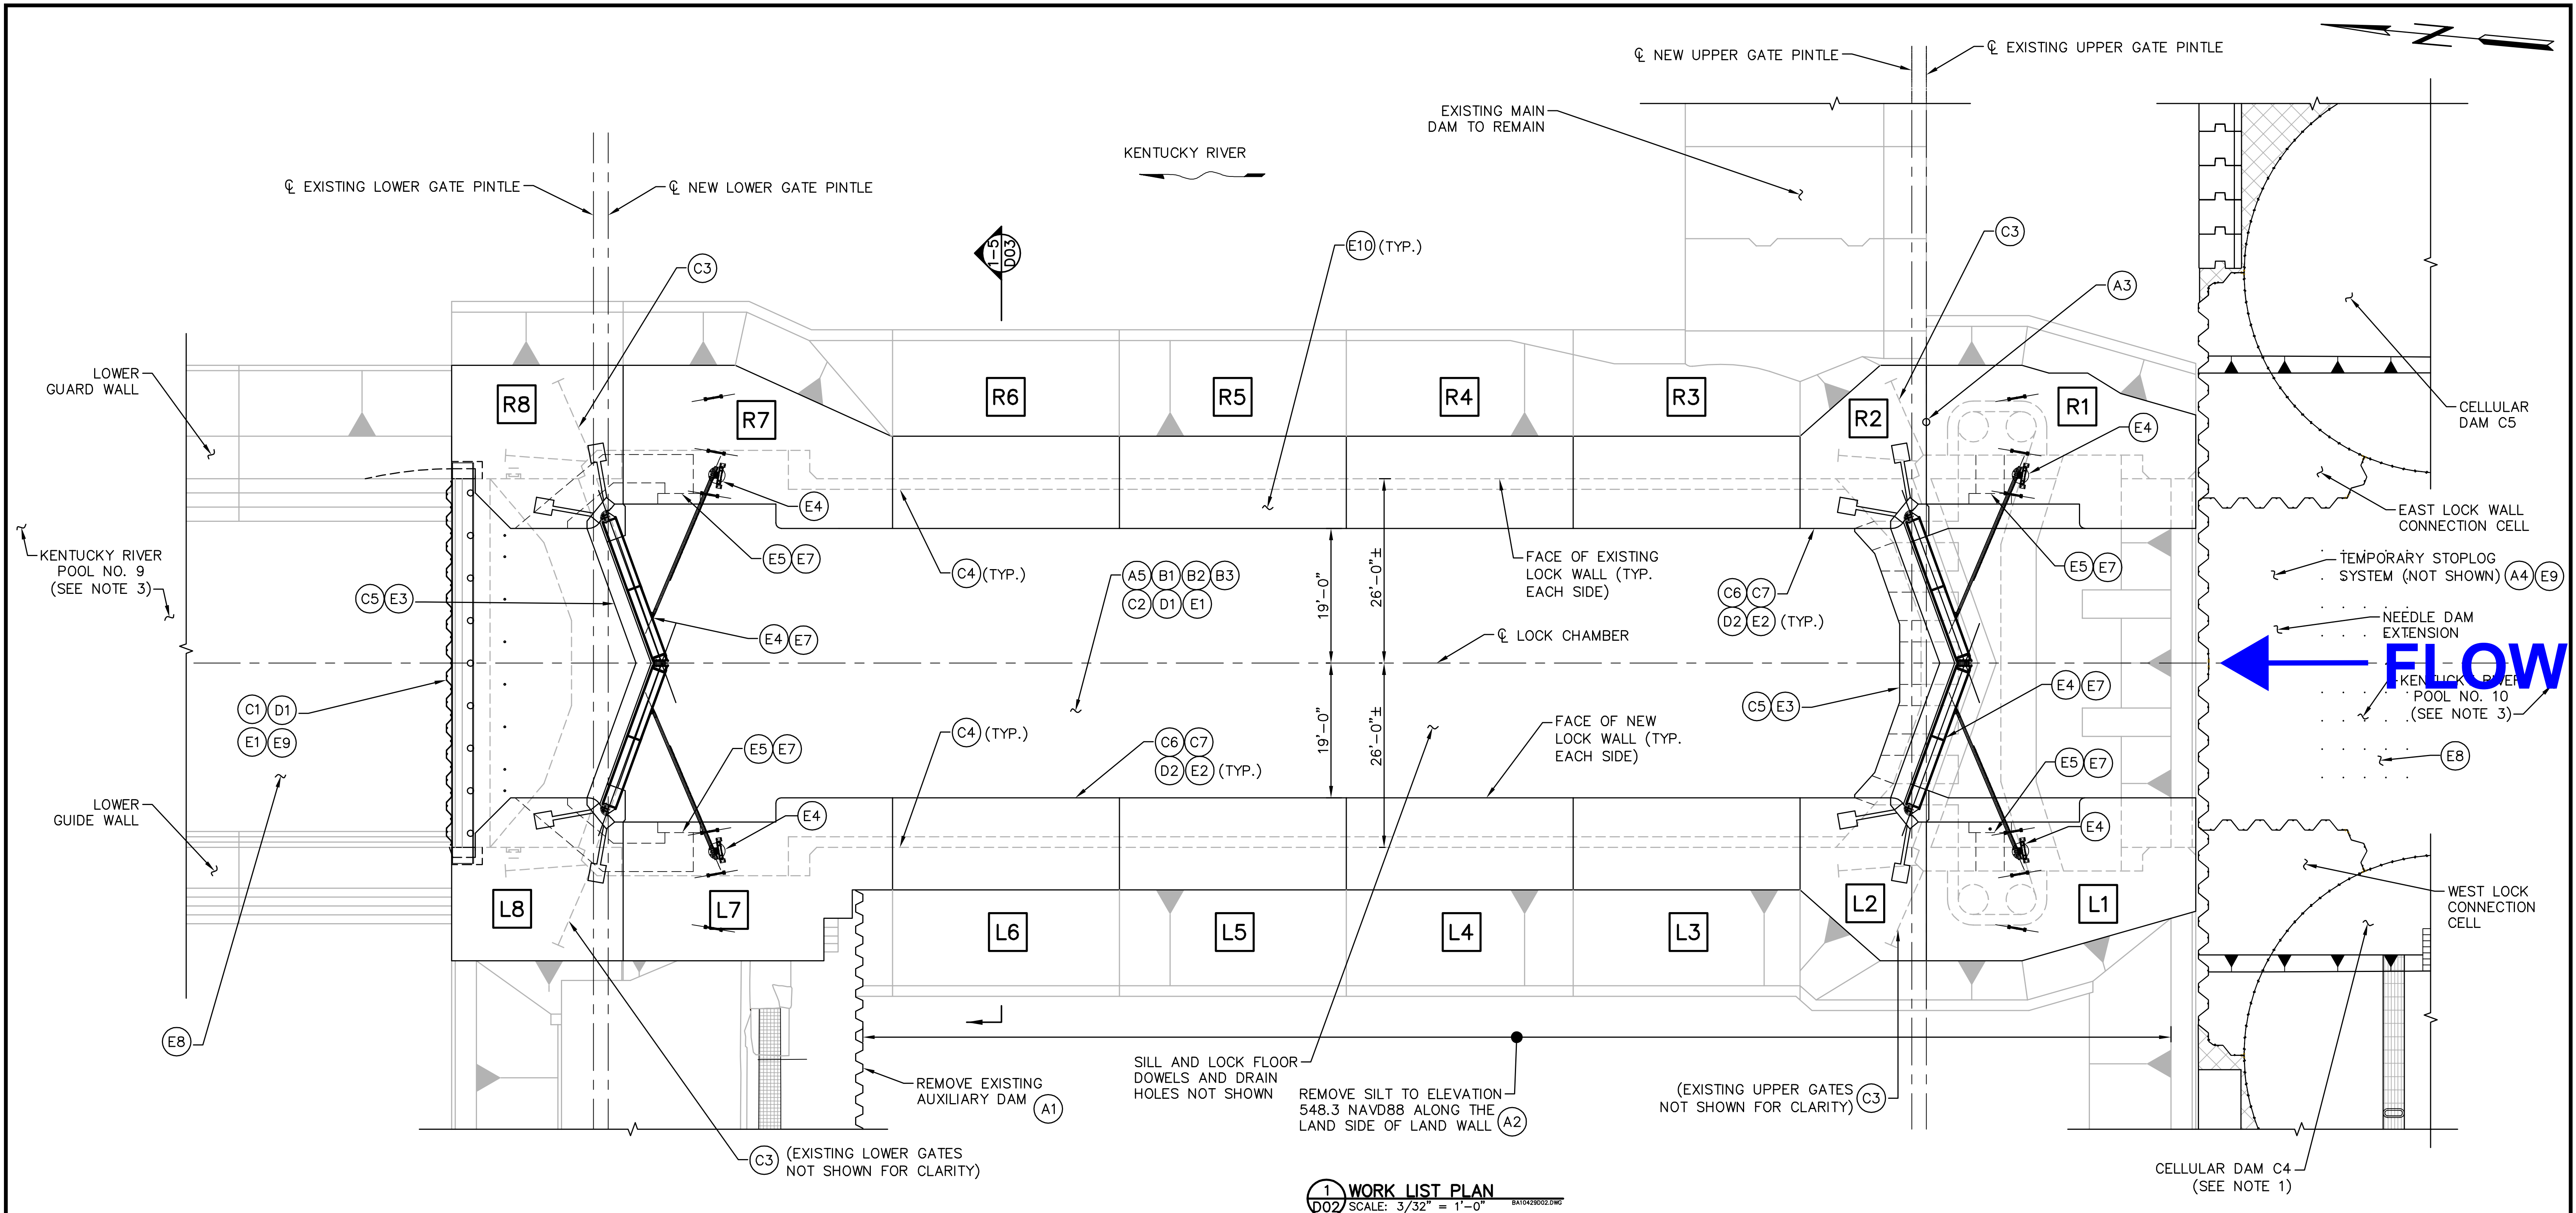 ℄ NEW UPPER GATE PINTLE
℄ EXISTING UPPER GATE PINTLE
N
EXISTING MAIN
DAM TO REMAIN
KENTUCKY RIVER
℄ EXISTING LOWER GATE PINTLE
℄ NEW LOWER GATE PINTLE
C3
1-5
D03
E10 (TYP.)
C3
A3
LOWER
GUARD WALL
R8
R7
R6
R5
R4
R3
R2
R1
E4
CELLULAR
DAM C5
E4
EAST LOCK WALL
CONNECTION CELL
KENTUCKY RIVER
POOL NO. 9
(SEE NOTE 3)
E5 E7
C4 (TYP.)
A5 B1 B2 B3
C2 D1 E1
19'-0"
26'-0"±
FACE OF EXISTING
LOCK WALL (TYP.
EACH SIDE)
C6 C7
D2 E2 (TYP.)
E5 E7
TEMPORARY STOPLOG
SYSTEM (NOT SHOWN) A4 E9
C5 E3
E4 E7
℄ LOCK CHAMBER
NEEDLE DAM
EXTENSION
FLOW
KENTUCKY RIVER
POOL NO. 10
(SEE NOTE 3)
C1 D1
E1 E9
C4 (TYP.)
C6 C7
D2 E2 (TYP.)
19'-0"
26'-0"±
FACE OF NEW
LOCK WALL (TYP.
EACH SIDE)
C5 E3
E4 E7
E5 E7
E5 E7
E8
LOWER
GUIDE WALL
E4
E4
L8
L7
L6
L5
L4
L3
L2
L1
WEST LOCK
CONNECTION
CELL
E8
REMOVE EXISTING
AUXILIARY DAM A1
SILL AND LOCK FLOOR
DOWELS AND DRAIN
HOLES NOT SHOWN
REMOVE SILT TO ELEVATION
548.3 NAVD88 ALONG THE
LAND SIDE OF LAND WALL A2
(EXISTING UPPER GATES
NOT SHOWN FOR CLARITY) C3
C3 (EXISTING LOWER GATES
NOT SHOWN FOR CLARITY)
CELLULAR DAM C4
(SEE NOTE 1)
1
D02
WORK LIST PLAN
SCALE: 3/32" = 1'-0"
BA10429D02.DWG